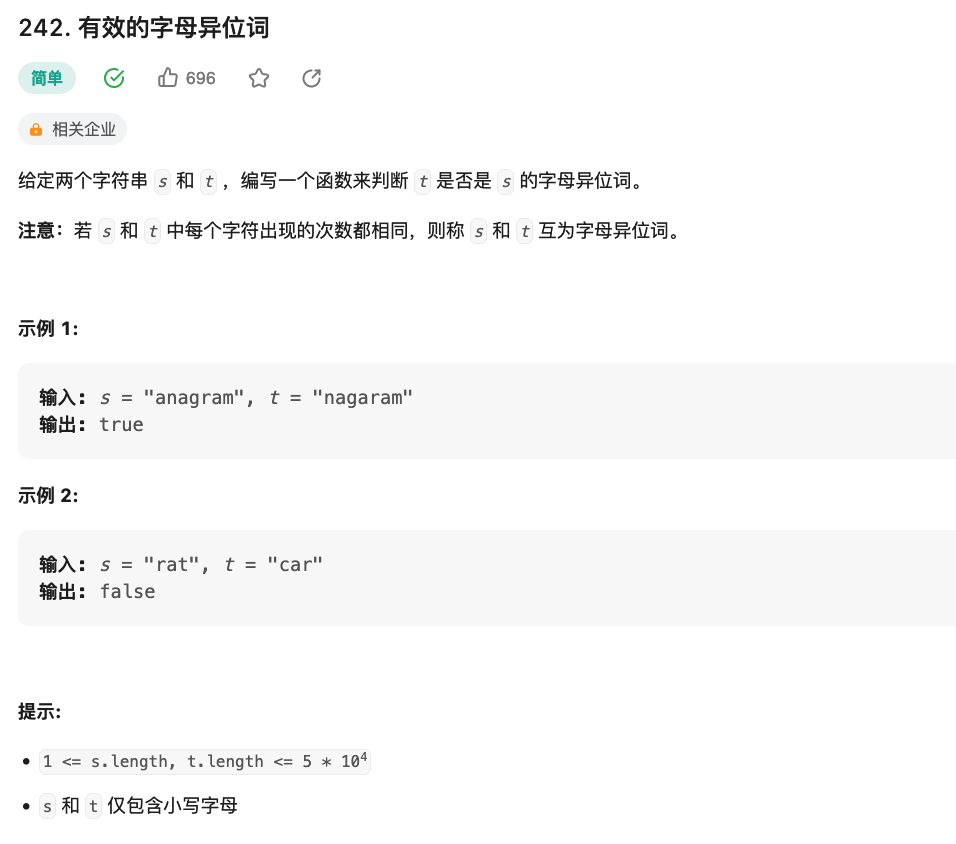 242. 有效的字母异位词
简单 696
相关企业
给定两个字符串 s 和 t ，编写一个函数来判断 t 是否是 s 的字母异位词。
注意：若 s 和 t 中每个字符出现的次数都相同，则称 s 和 t 互为字母异位词。
示例 1:
输入: s = "anagram", t = "nagaram"
输出: true
示例 2:
输入: s = "rat", t = "car"
输出: false
提示:
• 1 <= s.length, t.length <= 5 * 10⁴
• s 和 t 仅包含小写字母